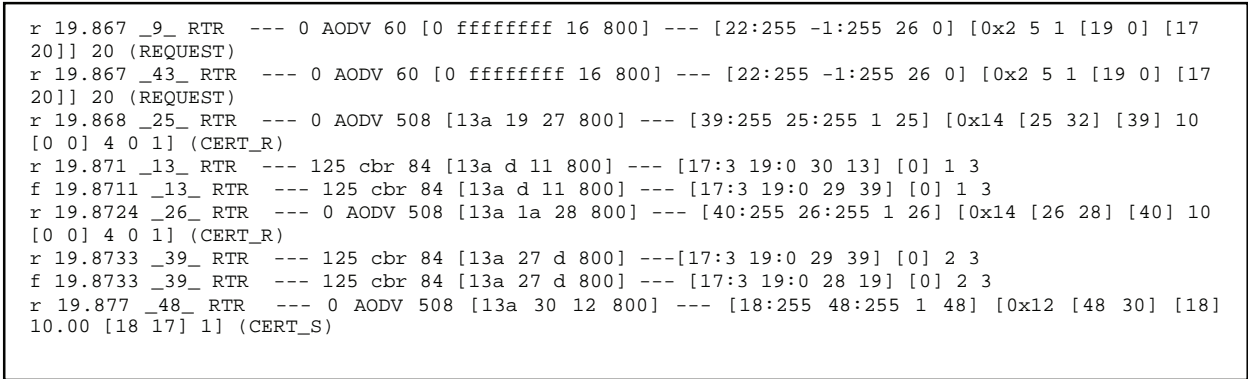 r 19.867 _9_ RTR  --- 0 AODV 60 [0 ffffffff 16 800] --- [22:255 -1:255 26 0] [0x2 5 1 [19 0] [17
20]] 20 (REQUEST)
r 19.867 _43_ RTR  --- 0 AODV 60 [0 ffffffff 16 800] --- [22:255 -1:255 26 0] [0x2 5 1 [19 0] [17
20]] 20 (REQUEST)
r 19.868 _25_ RTR  --- 0 AODV 508 [13a 19 27 800] --- [39:255 25:255 1 25] [0x14 [25 32] [39] 10
[0 0] 4 0 1] (CERT_R)
r 19.871 _13_ RTR  --- 125 cbr 84 [13a d 11 800] --- [17:3 19:0 30 13] [0] 1 3
f 19.8711 _13_ RTR  --- 125 cbr 84 [13a d 11 800] --- [17:3 19:0 29 39] [0] 1 3
r 19.8724 _26_ RTR  --- 0 AODV 508 [13a 1a 28 800] --- [40:255 26:255 1 26] [0x14 [26 28] [40] 10
[0 0] 4 0 1] (CERT_R)
r 19.8733 _39_ RTR  --- 125 cbr 84 [13a 27 d 800] ---[17:3 19:0 29 39] [0] 2 3
f 19.8733 _39_ RTR  --- 125 cbr 84 [13a 27 d 800] --- [17:3 19:0 28 19] [0] 2 3
r 19.877 _48_ RTR  --- 0 AODV 508 [13a 30 12 800] --- [18:255 48:255 1 48] [0x12 [48 30] [18]
10.00 [18 17] 1] (CERT_S)